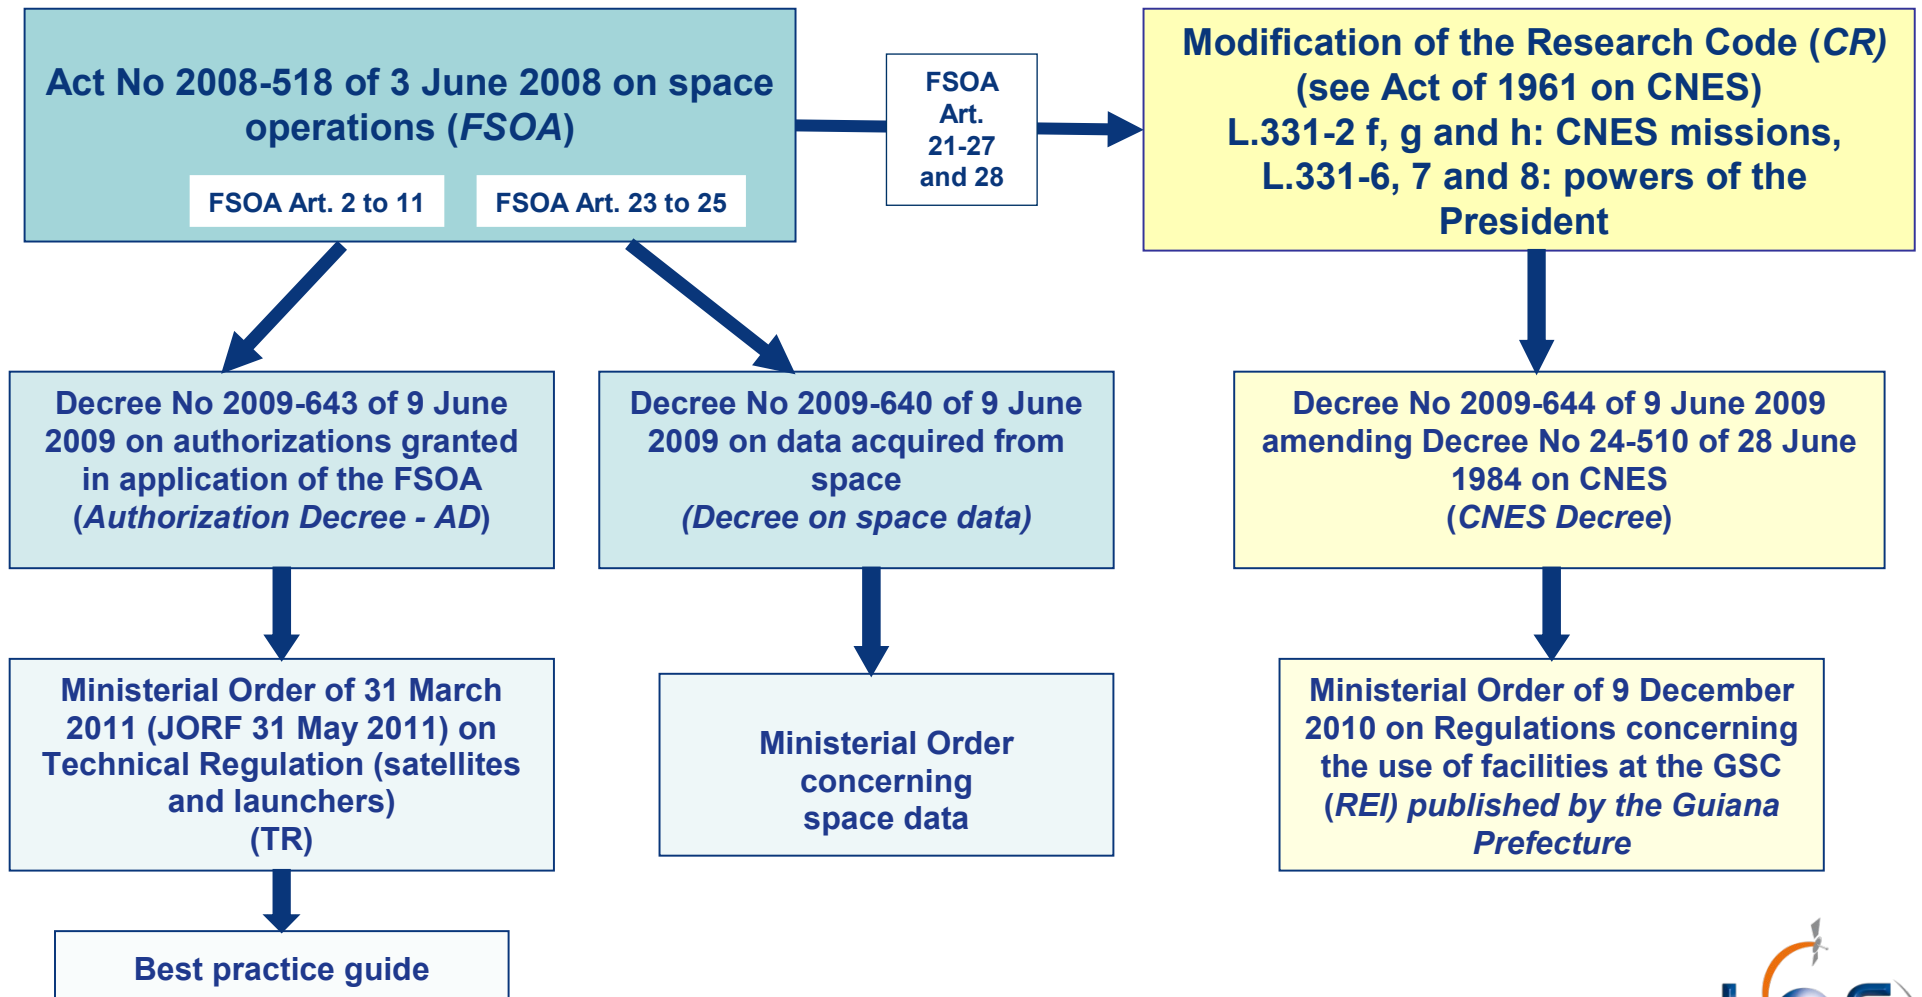 Act No 2008-518 of 3 June 2008 on space
operations (FSOA)
FSOA Art. 2 to 11
FSOA Art. 23 to 25
FSOA
Art.
21-27
and 28
Modification of the Research Code (CR)
(see Act of 1961 on CNES)
L.331-2 f, g and h: CNES missions,
L.331-6, 7 and 8: powers of the
President
Decree No 2009-643 of 9 June
2009 on authorizations granted
in application of the FSOA
(Authorization Decree - AD)
Decree No 2009-640 of 9 June
2009 on data acquired from
space
(Decree on space data)
Decree No 2009-644 of 9 June 2009
amending Decree No 24-510 of 28 June
1984 on CNES
(CNES Decree)
Ministerial Order of 31 March
2011 (JORF 31 May 2011) on
Technical Regulation (satellites
and launchers)
(TR)
Ministerial Order
concerning
space data
Ministerial Order of 9 December
2010 on Regulations concerning
the use of facilities at the GSC
(REI) published by the Guiana
Prefecture
Best practice guide